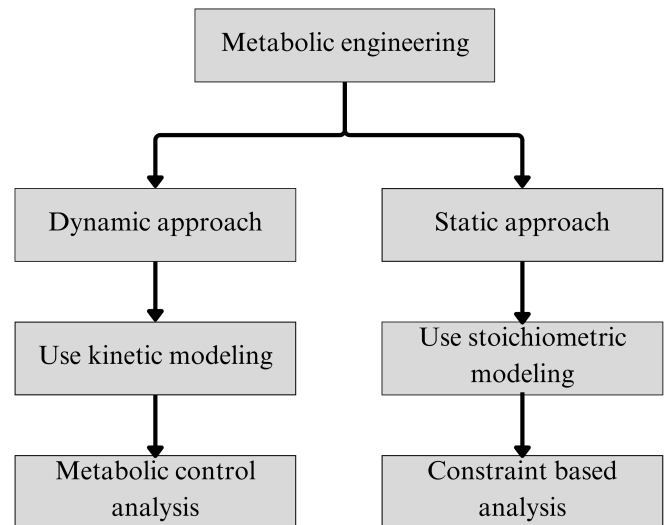 Metabolic engineering
Dynamic approach
Static approach
Use kinetic modeling
Use stoichiometric
modeling
Metabolic control
analysis
Constraint based
analysis